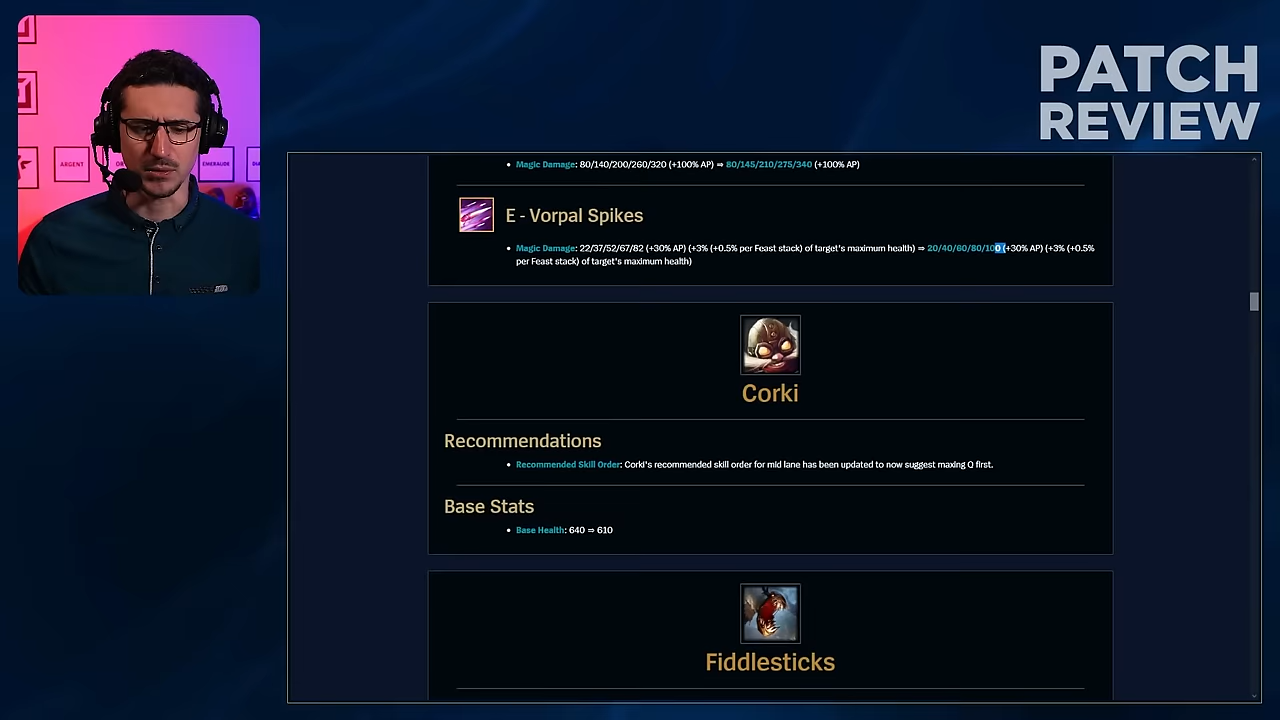 PATCH
REVIEW
ARGENT
EMERAUDE
Magic Damage: 80/140/200/260/320 (+100% AP) ⇒ 80/145/210/275/340 (+100% AP)
E - Vorpal Spikes
Magic Damage: 22/37/52/67/82 (+30% AP) (+3% (+0.5% per Feast stack) of target's maximum health) ⇒ 20/40/60/80/100 (+30% AP) (+3% (+0.5%
per Feast stack) of target's maximum health)
Corki
Recommendations
Recommended Skill Order: Corki's recommended skill order for mid lane has been updated to now suggest maxing Q first.
Base Stats
Base Health: 640 ⇒ 610
Fiddlesticks